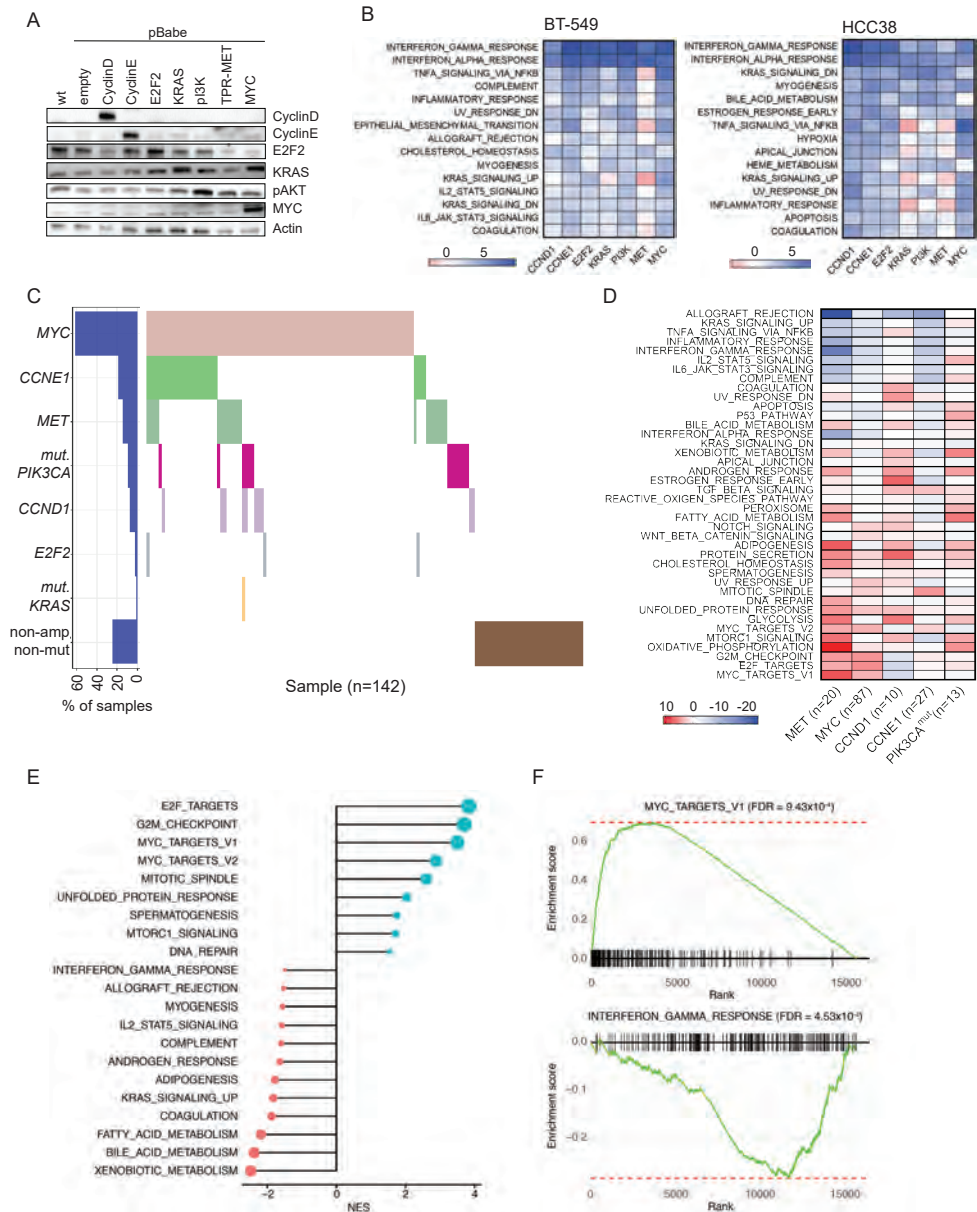 A
pBabe
wt
empty
CyclinD
CyclinE
E2F2
KRAS
pI3K
TPR-MET
MYC
CyclinD
CyclinE
E2F2
KRAS
pAKT
MYC
Actin
B
BT-549
INTERFERON_GAMMA_RESPONSE
INTERFERON_ALPHA_RESPONSE
TNFA_SIGNALING_VIA_NFKB
COMPLEMENT
INFLAMMATORY_RESPONSE
UV_RESPONSE_DN
EPITHELIAL_MESENCHYMAL_TRANSITION
ALLOGRAFT_REJECTION
CHOLESTEROL_HOMEOSTASIS
MYOGENESIS
KRAS_SIGNALING_UP
IL2_STAT5_SIGNALING
KRAS_SIGNALING_DN
IL6_JAK_STAT3_SIGNALING
COAGULATION
CCND1
CCNE1
E2F2
KRAS
PI3K
MET
MYC
0 5
HCC38
INTERFERON_GAMMA_RESPONSE
INTERFERON_ALPHA_RESPONSE
KRAS_SIGNALING_DN
MYOGENESIS
BILE_ACID_METABOLISM
ESTROGEN_RESPONSE_EARLY
TNFA_SIGNALING_VIA_NFKB
HYPOXIA
APICAL_JUNCTION
HEME_METABOLISM
KRAS_SIGNALING_UP
UV_RESPONSE_DN
INFLAMMATORY_RESPONSE
APOPTOSIS
COAGULATION
CCND1
CCNE1
E2F2
KRAS
PI3K
MET
MYC
0 5
C
MYC
CCNE1
MET
mut.
PIK3CA
CCND1
E2F2
mut.
KRAS
non-amp
non-mut
60
40
20
0
% of samples
Sample (n=142)
D
ALLOGRAFT_REJECTION
KRAS_SIGNALING_UP
TNFA_SIGNALING_VIA_NFKB
INFLAMMATORY_RESPONSE
INTERFERON_GAMMA_RESPONSE
IL2_STAT5_SIGNALING
IL6_JAK_STAT3_SIGNALING
COMPLEMENT
COAGULATION
UV_RESPONSE_DN
APOPTOSIS
P53_PATHWAY
BILE_ACID_METABOLISM
INTERFERON_ALPHA_RESPONSE
KRAS_SIGNALING_DN
XENOBIOTIC_METABOLISM
APICAL_JUNCTION
ANDROGEN_RESPONSE
ESTROGEN_RESPONSE_EARLY
TGF_BETA_SIGNALING
REACTIVE_OXIGEN_SPECIES_PATHWAY
PEROXISOME
FATTY_ACID_METABOLISM
NOTCH_SIGNALING
WNT_BETA_CATENIN_SIGNALING
ADIPOGENESIS
PROTEIN_SECRETION
CHOLESTEROL_HOMEOSTASIS
SPERMATOGENESIS
UV_RESPONSE_UP
MITOTIC_SPINDLE
DNA_REPAIR
UNFOLDED_PROTEIN_RESPONSE
GLYCOLYSIS
MYC_TARGETS_V2
MTORC1_SIGNALING
OXIDATIVE_PHOSPHORYLATION
G2M_CHECKPOINT
E2F_TARGETS
MYC_TARGETS_V1
MET (n=20)
MYC (n=87)
CCND1 (n=10)
CCNE1 (n=27)
PIK3CAmut (n=13)
10 0 -10 -20
E
E2F_TARGETS
G2M_CHECKPOINT
MYC_TARGETS_V1
MYC_TARGETS_V2
MITOTIC_SPINDLE
UNFOLDED_PROTEIN_RESPONSE
SPERMATOGENESIS
MTORC1_SIGNALING
DNA_REPAIR
INTERFERON_GAMMA_RESPONSE
ALLOGRAFT_REJECTION
MYOGENESIS
IL2_STAT5_SIGNALING
COMPLEMENT
ANDROGEN_RESPONSE
ADIPOGENESIS
KRAS_SIGNALING_UP
COAGULATION
FATTY_ACID_METABOLISM
BILE_ACID_METABOLISM
XENOBIOTIC_METABOLISM
−2 0 2 4
NES
F
MYC_TARGETS_V1 (FDR = 9.43x10
Enrichment score
0.6
0.4
0.2
0.0
0 5000 10000 15000
Rank
INTERFERON_GAMMA_RESPONSE (FDR = 4.53x10
Enrichment score
0.0
−0.1
−0.2
0 5000 10000 15000
Rank